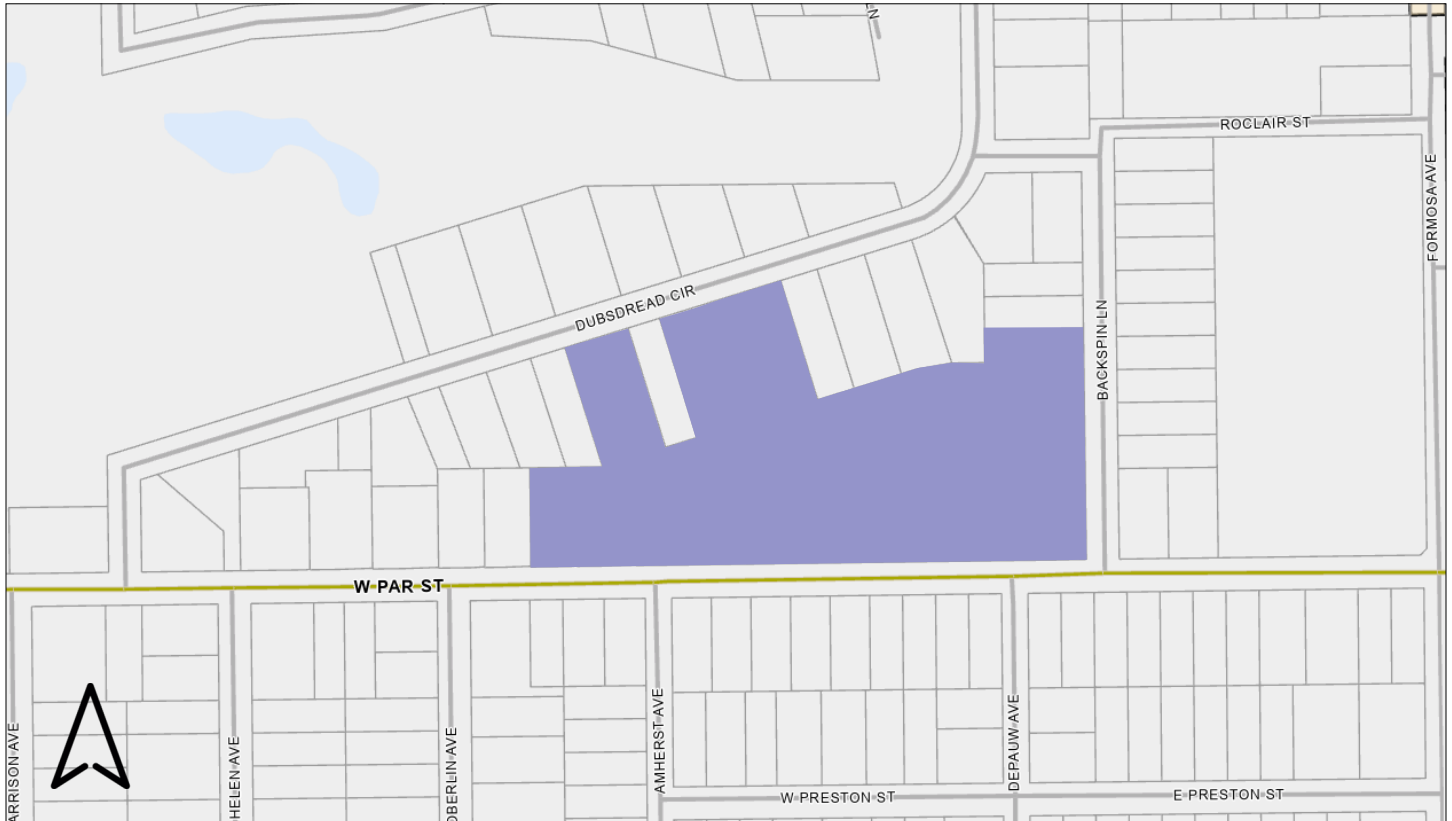 N
ROCLAIR ST
FORMOSA AVE
DUBSDREAD CIR
BACKSPIN LN
W PAR ST
ARRISON AVE
HELEN AVE
OBERLIN AVE
AMHERST AVE
DEPAUW AVE
W PRESTON ST
E PRESTON ST